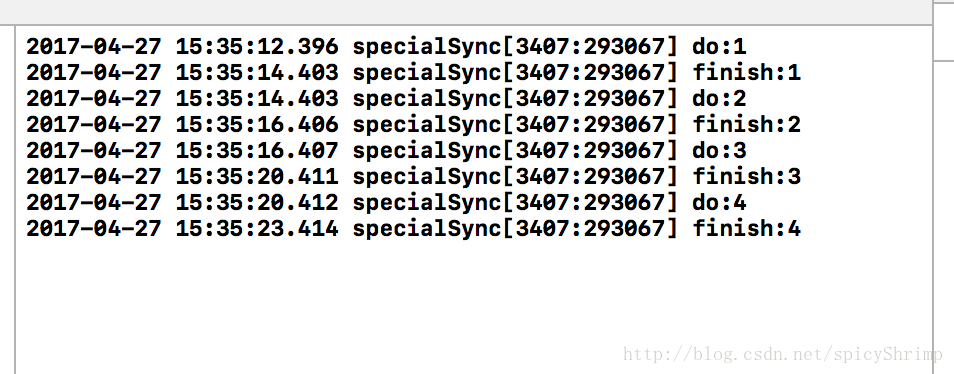 2017-04-27 15:35:12.396 specialSync[3407:293067] do:1
2017-04-27 15:35:14.403 specialSync[3407:293067] finish:1
2017-04-27 15:35:14.403 specialSync[3407:293067] do:2
2017-04-27 15:35:16.406 specialSync[3407:293067] finish:2
2017-04-27 15:35:16.407 specialSync[3407:293067] do:3
2017-04-27 15:35:20.411 specialSync[3407:293067] finish:3
2017-04-27 15:35:20.412 specialSync[3407:293067] do:4
2017-04-27 15:35:23.414 specialSync[3407:293067] finish:4
http://blog.csdn.net/spicyShrimp